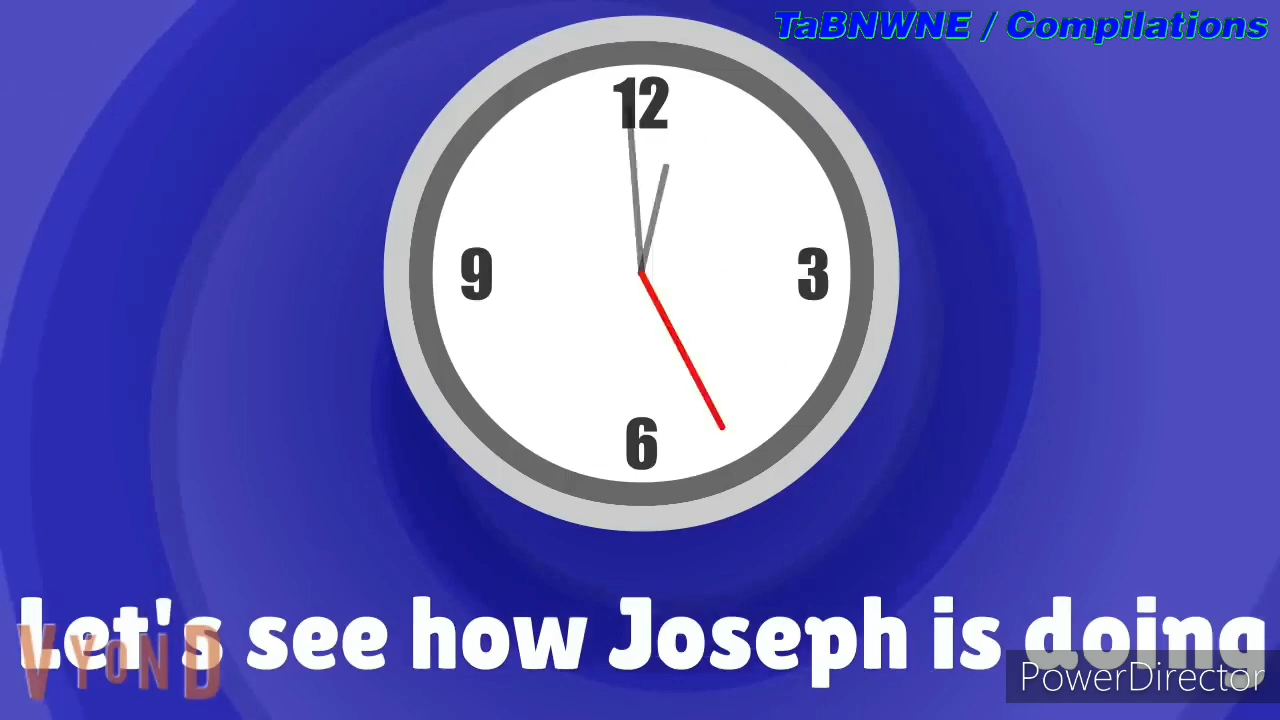 TaBNWNE / Compilations
12
9
3
6
Let's see how Joseph is doing
VYOND
PowerDirector